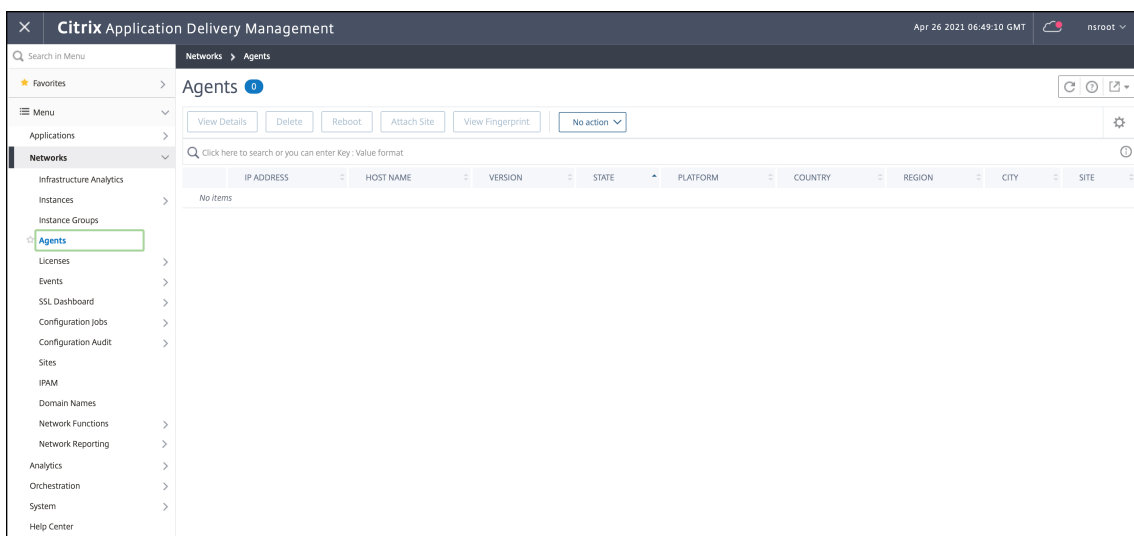 Citrix Application Delivery Management
Apr 26 2021 06:49:10 GMT
nsroot
Search in Menu
Networks > Agents
Favorites
Agents 0
Menu
View Details
Delete
Reboot
Attach Site
View Fingerprint
No action
Applications
Click here to search or you can enter Key : Value format
Networks
IP ADDRESS HOST NAME VERSION STATE PLATFORM COUNTRY REGION CITY SITE
Infrastructure Analytics
No items
Instances
Instance Groups
Agents
Licenses
Events
SSL Dashboard
Configuration Jobs
Configuration Audit
Sites
IPAM
Domain Names
Network Functions
Network Reporting
Analytics
Orchestration
System
Help Center